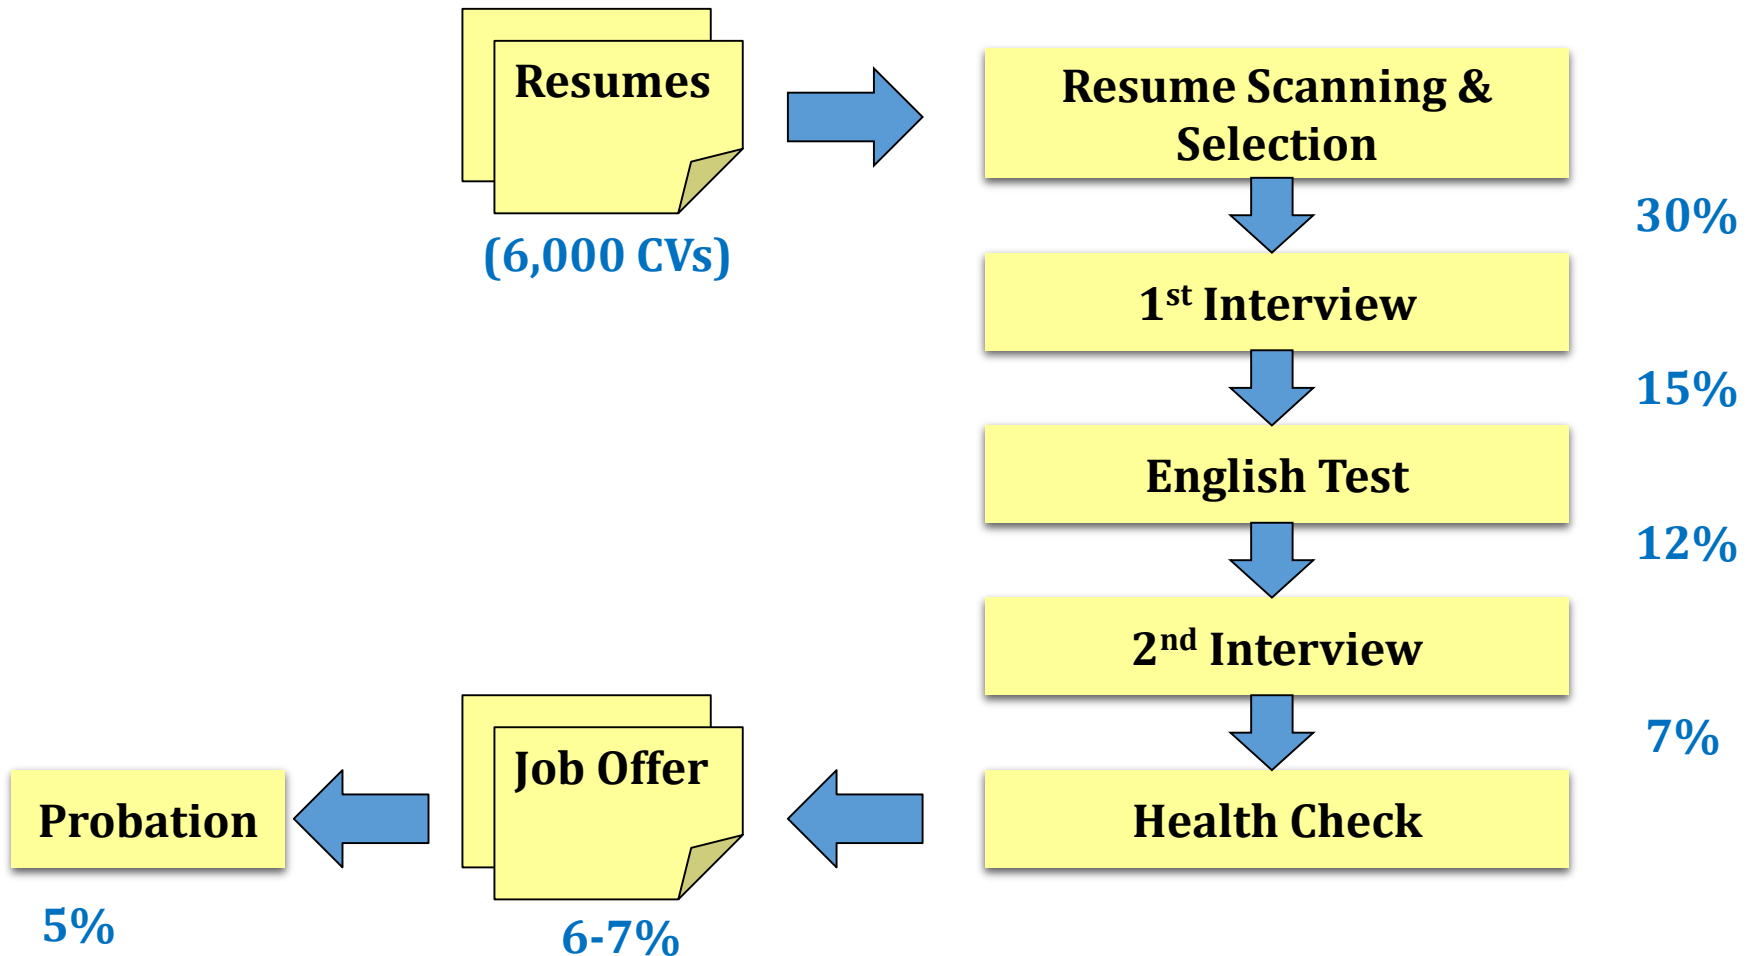 Resumes
(6,000 CVs)
Resume Scanning &
Selection
30%
1st Interview
15%
English Test
12%
2nd Interview
7%
Health Check
Job Offer
6-7%
Probation
5%